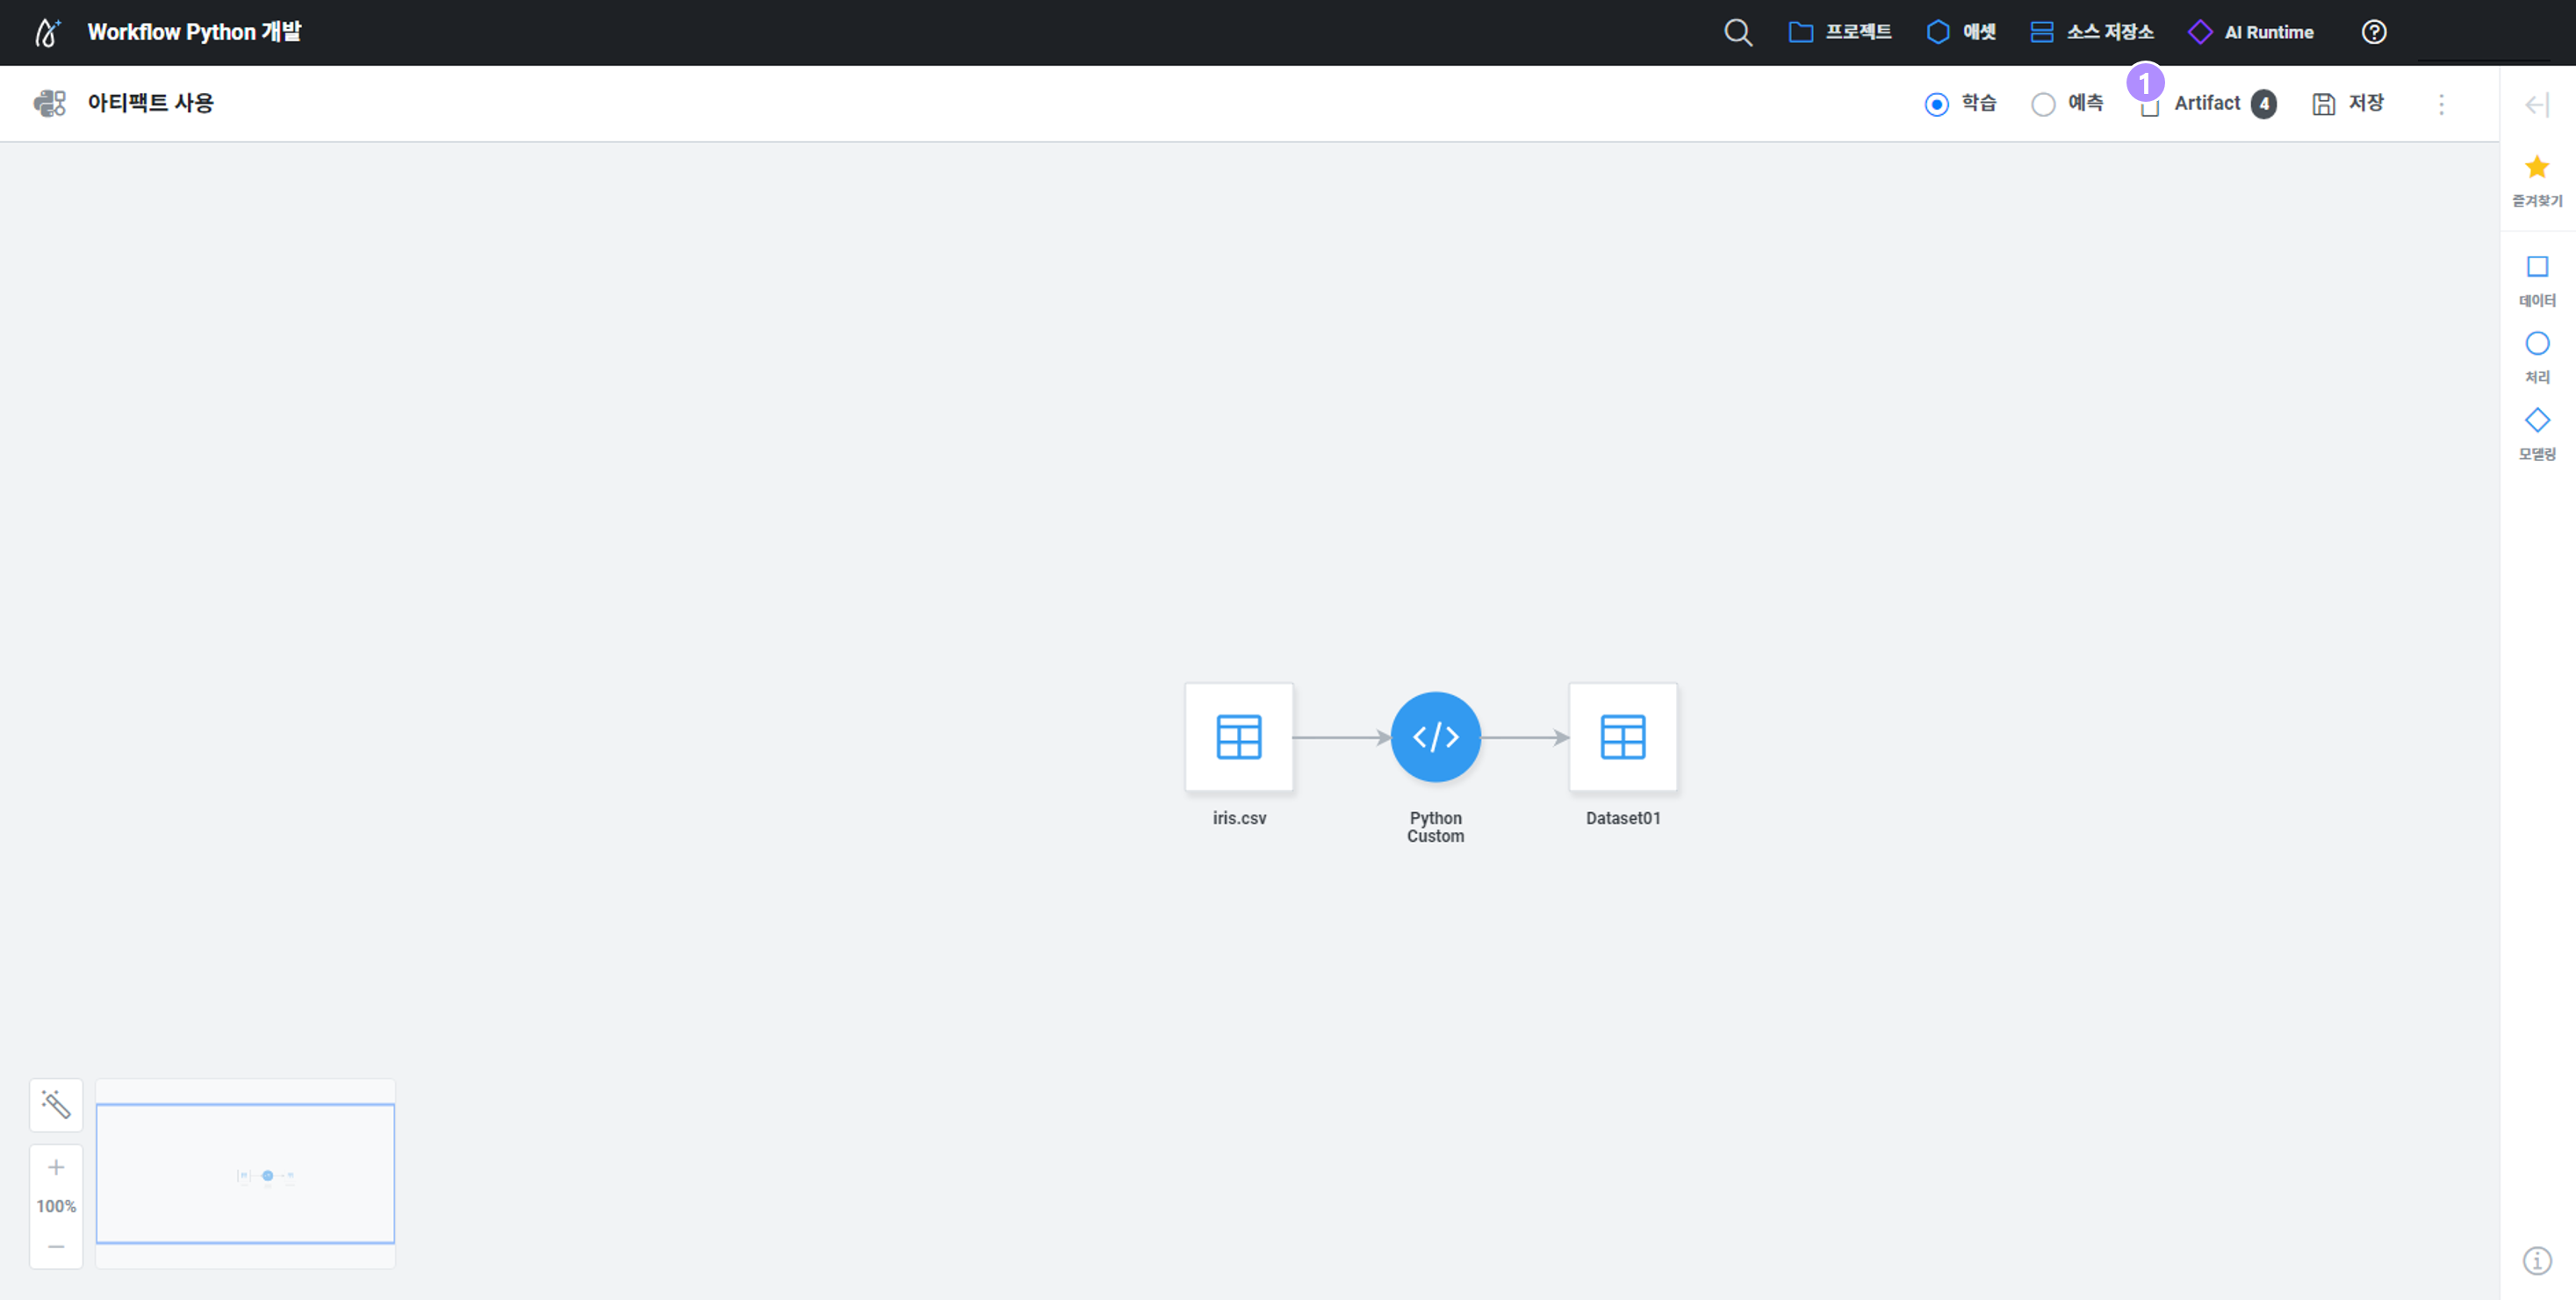 Workflow Python 개발
프로젝트
애셋
소스 저장소
AI Runtime
아티팩트 사용
학습
예측
1
Artifact 4
저장
즐겨찾기
데이터
처리
모델링
iris.csv
Python
Custom
Dataset01
100%